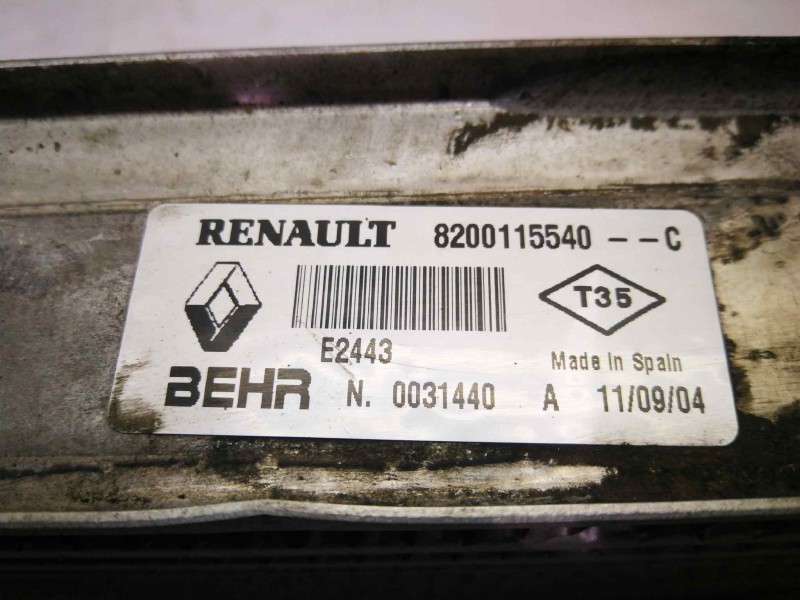 RENAULT 8200115540 -- C
T35
E2443 Made in Spain
BEHR N. 0031440 A 11/09/04